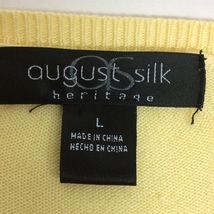 august silk
heritage
L
MADE IN CHINA
HECHO EN CHINA